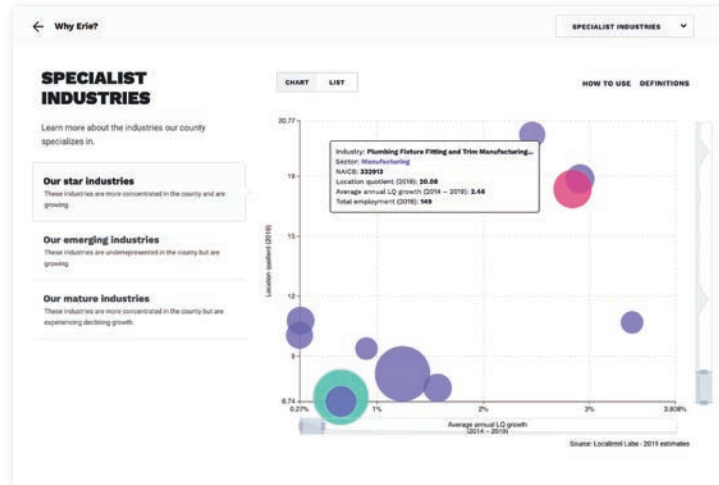 ← Why Erie?
SPECIALIST INDUSTRIES
SPECIALIST
INDUSTRIES
Learn more about the industries our county
specializes in.
Our star industries
These industries are more concentrated in the county and are
growing.
Our emerging industries
These industries are underrepresented in the county but are
growing.
Our mature industries
These industries are more concentrated in the county but are
experiencing declining growth.
CHART LIST
HOW TO USE DEFINITIONS
20.77
18
15
12
9
6.74
Location quotient (2019)
Industry: Plumbing Fixture Fitting and Trim Manufacturing...
Sector: Manufacturing
NAICS: 332913
Location quotient (2019): 20.06
Average annual LQ growth (2014 – 2019): 2.46
Total employment (2019): 149
0.27% 1% 2% 3% 3.808%
Average annual LQ growth
(2014 – 2019)
Source: Localintel Labs - 2019 estimates